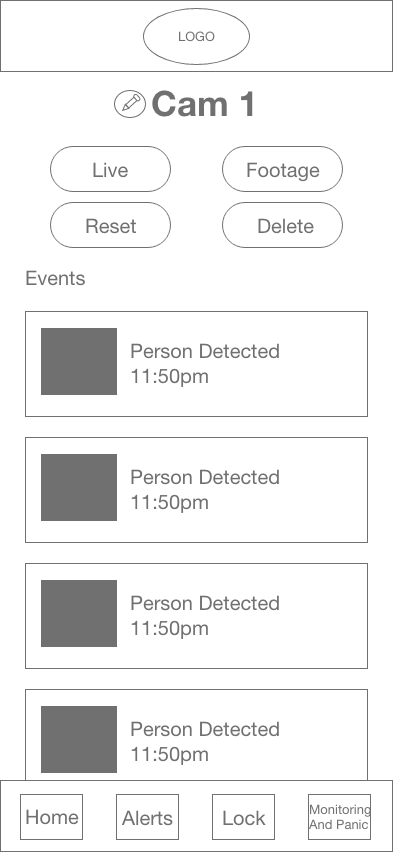 LOGO
Cam 1
Live
Footage
Reset
Delete
Events
Person Detected
11:50pm
Person Detected
11:50pm
Person Detected
11:50pm
Person Detected
11:50pm
Home
Alerts
Lock
Monitoring
And Panic